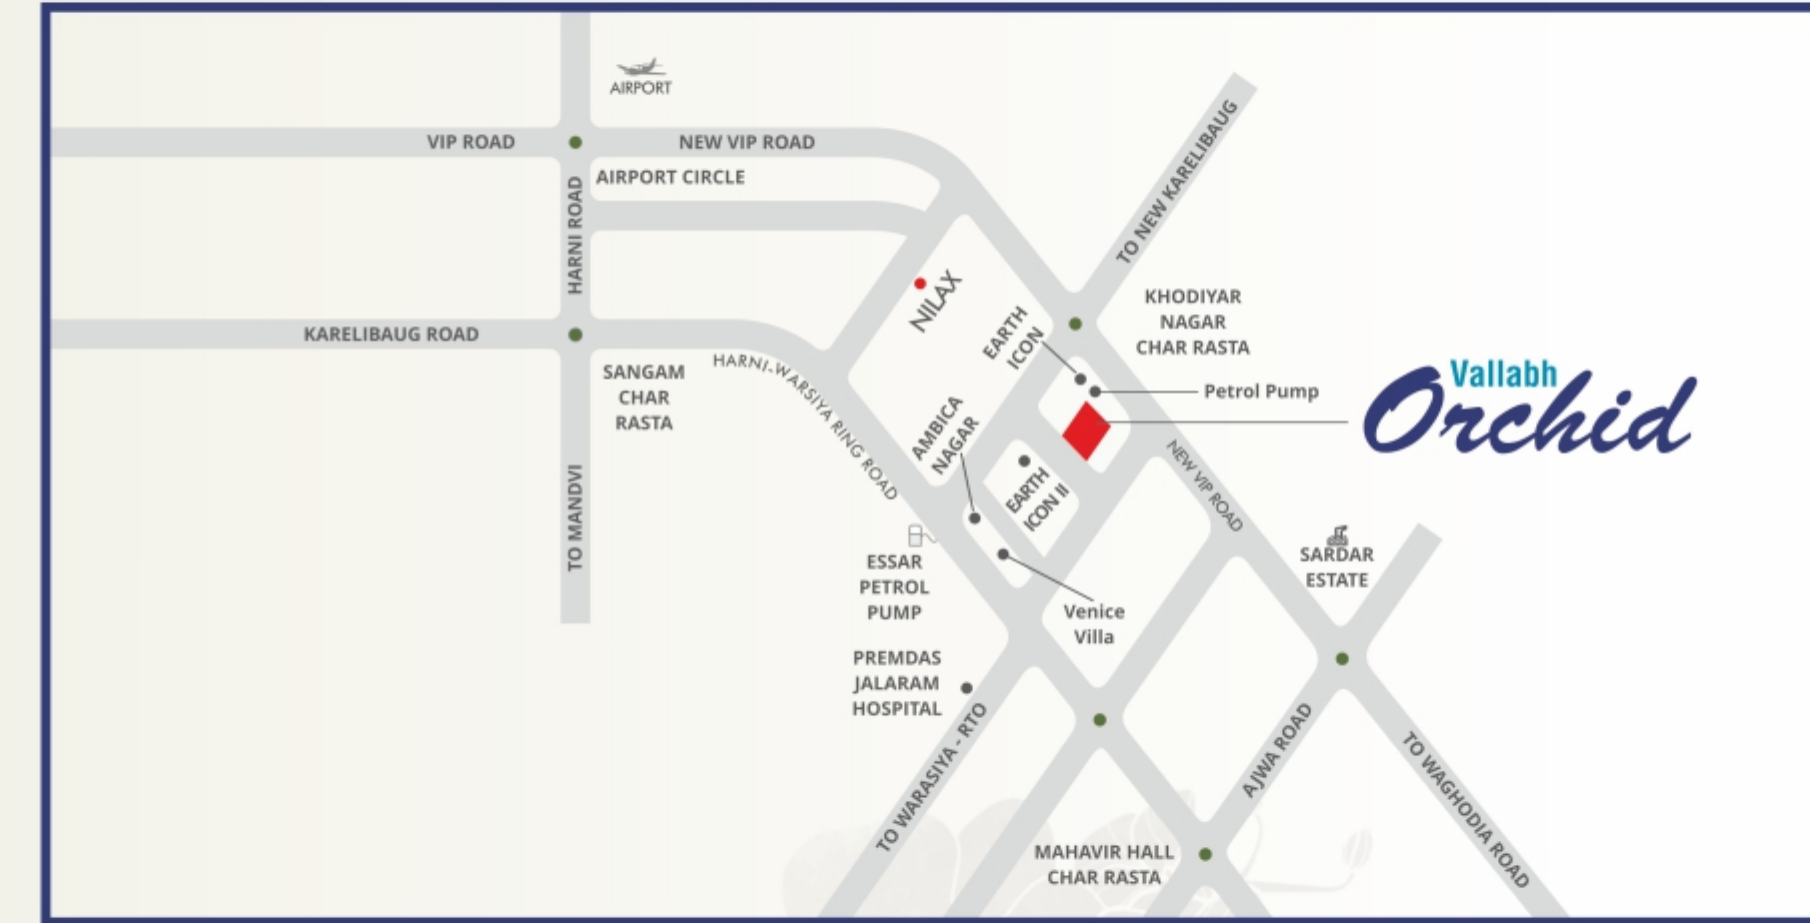 AIRPORT
VIP ROAD
NEW VIP ROAD
AIRPORT CIRCLE
HARNI ROAD
TO NEW KARELIBAUG
NILAX
KHODIYAR
NAGAR
CHAR RASTA
EARTH
ICON
KARELIBAUG ROAD
HARNI-WARSIYA RING ROAD
SANGAM
CHAR
RASTA
Petrol Pump
Vallabh
Orchid
AMBICA
NAGAR
EARTH
ICON II
NEW VIP ROAD
TO MANDVI
ESSAR
PETROL
PUMP
SARDAR
ESTATE
Venice
Villa
PREMDAS
JALARAM
HOSPITAL
TO WARASIYA - RTO
AJWA ROAD
TO WAGHODIA ROAD
MAHAVIR HALL
CHAR RASTA